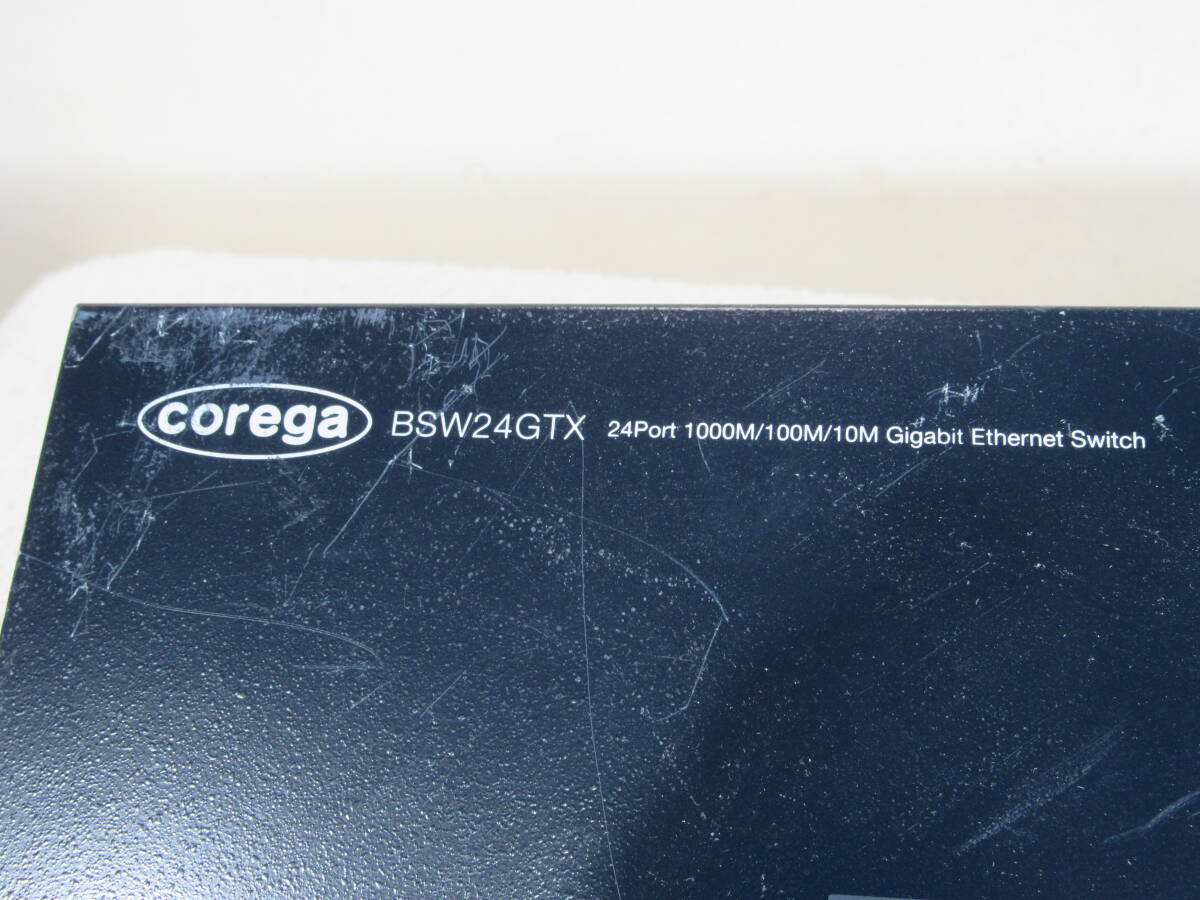 corega BSW24GTX 24Port 1000M/100M/10M Gigabit Ethernet Switch